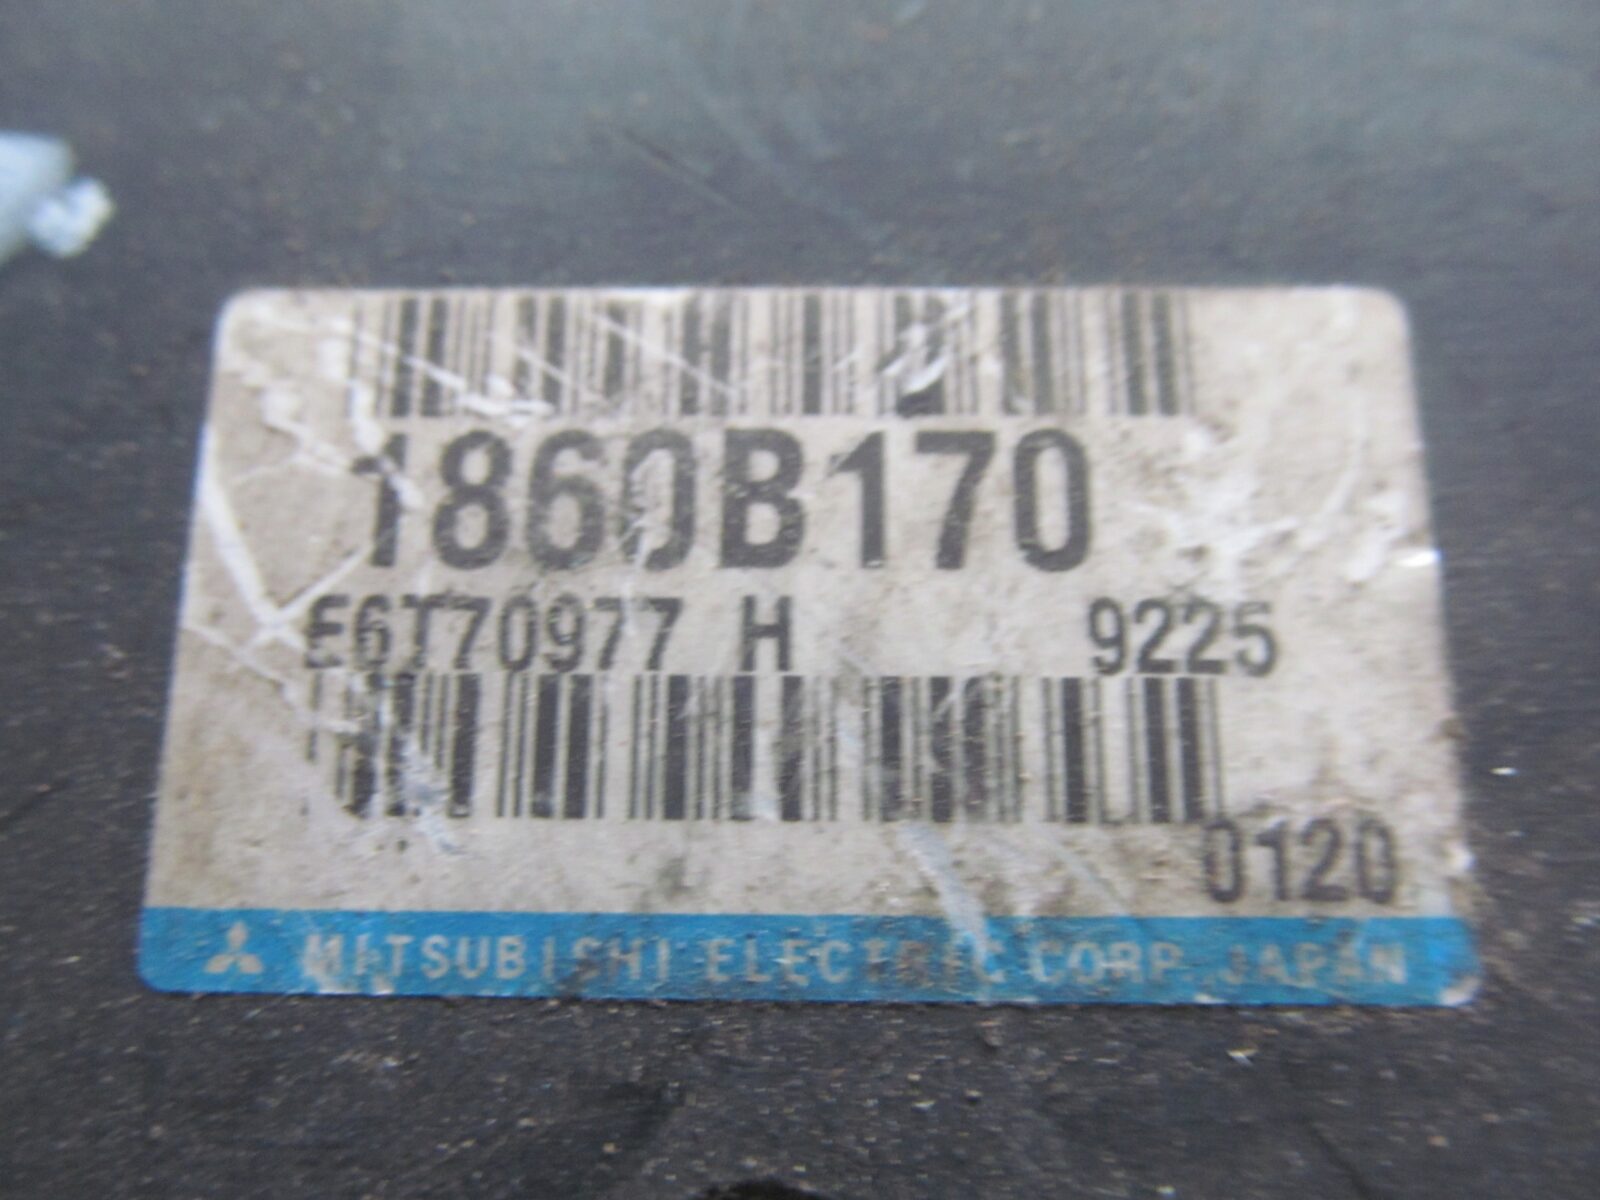 1860B170
E6T70977 H 9225
0120
MITSUBISHI ELECTRIC CORP. JAPAN